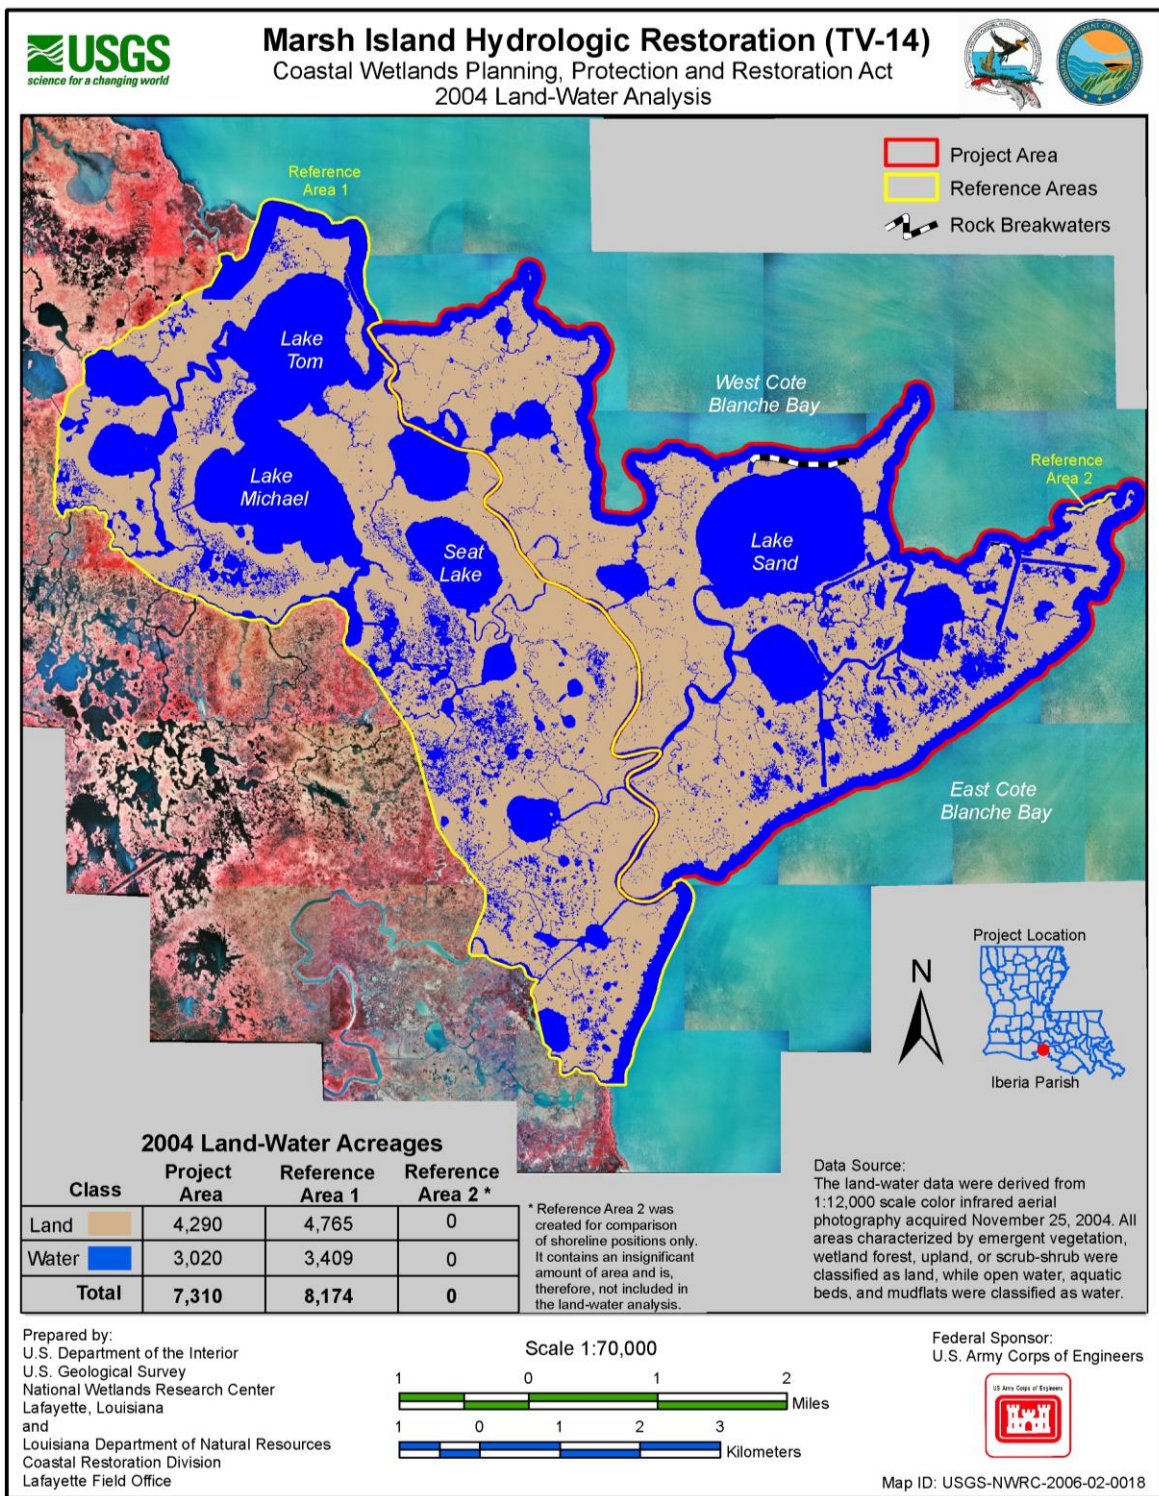 USGS
science for a changing world
Marsh Island Hydrologic Restoration (TV-14)
Coastal Wetlands Planning, Protection and Restoration Act
2004 Land-Water Analysis
Project Area
Reference Areas
Rock Breakwaters
Reference
Area 1
Lake
Tom
West Cote
Blanche Bay
Reference
Area 2
Lake
Michael
Seat
Lake
Lake
Sand
East Cote
Blanche Bay
N
Project Location
Iberia Parish
2004 Land-Water Acreages
Class Project Area Reference Area 1 Reference Area 2 *
Land 4,290 4,765 0
Water 3,020 3,409 0
Total 7,310 8,174 0
* Reference Area 2 was
created for comparison
of shoreline positions only.
It contains an insignificant
amount of area and is,
therefore, not included in
the land-water analysis.
Data Source:
The land-water data were derived from
1:12,000 scale color infrared aerial
photography acquired November 25, 2004. All
areas characterized by emergent vegetation,
wetland forest, upland, or scrub-shrub were
classified as land, while open water, aquatic
beds, and mudflats were classified as water.
Prepared by:
U.S. Department of the Interior
U.S. Geological Survey
National Wetlands Research Center
Lafayette, Louisiana
and
Louisiana Department of Natural Resources
Coastal Restoration Division
Lafayette Field Office
Scale 1:70,000
1 0 1 2
Miles
1 0 1 2 3
Kilometers
Federal Sponsor:
U.S. Army Corps of Engineers
US Army Corps of Engineers
Map ID: USGS-NWRC-2006-02-0018